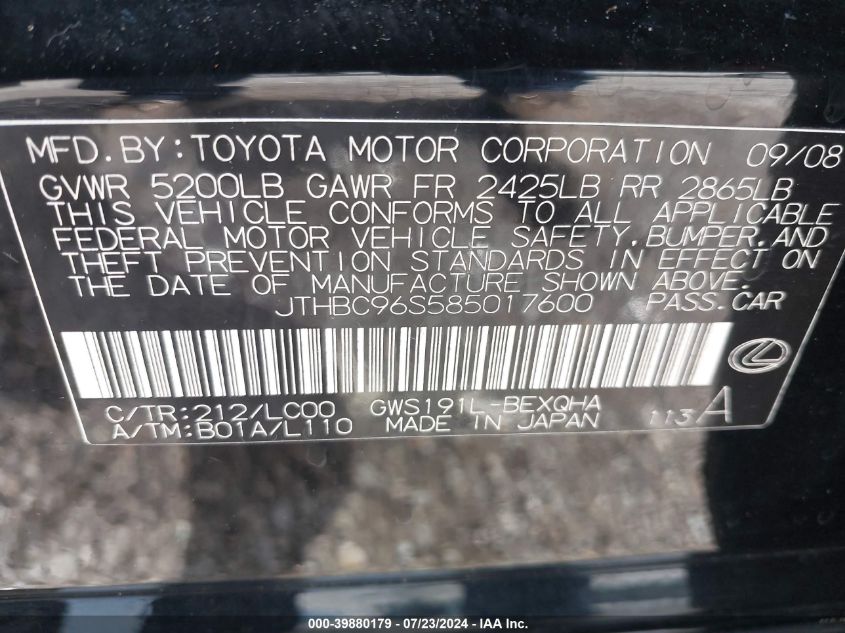 MFD. BY: TOYOTA MOTOR CORPORATION 09/08
GVWR 5200LB GAWR FR 2425LB RR 2865LB
THIS VEHICLE CONFORMS TO ALL APPLICABLE
FEDERAL MOTOR VEHICLE SAFETY, BUMPER, AND
THEFT PREVENTION STANDARDS IN EFFECT ON
THE DATE OF MANUFACTURE SHOWN ABOVE.
JTHBC96S585017600 PASS. CAR
C/TR: 212/LC00 GWS191L-BEXQHA
A/TM: B01A/L110 MADE IN JAPAN 113A
000-39880179 - 07/23/2024 - IAA Inc.